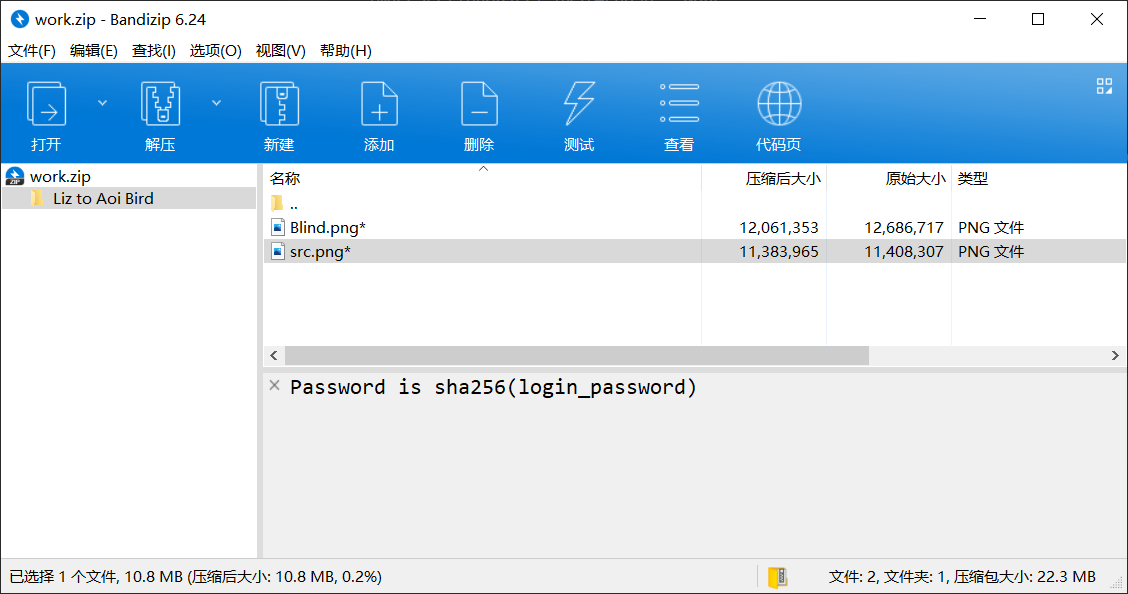 work.zip - Bandizip 6.24
文件(F) 编辑(E) 查找(I) 选项(O) 视图(V) 帮助(H)
打开 解压 新建 添加 删除 测试 查看 代码页
work.zip
Liz to Aoi Bird
名称 压缩后大小 原始大小 类型
..
Blind.png* 12,061,353 12,686,717 PNG 文件
src.png* 11,383,965 11,408,307 PNG 文件
Password is sha256(login_password)
已选择 1 个文件, 10.8 MB (压缩后大小: 10.8 MB, 0.2%) 文件: 2, 文件夹: 1, 压缩包大小: 22.3 MB